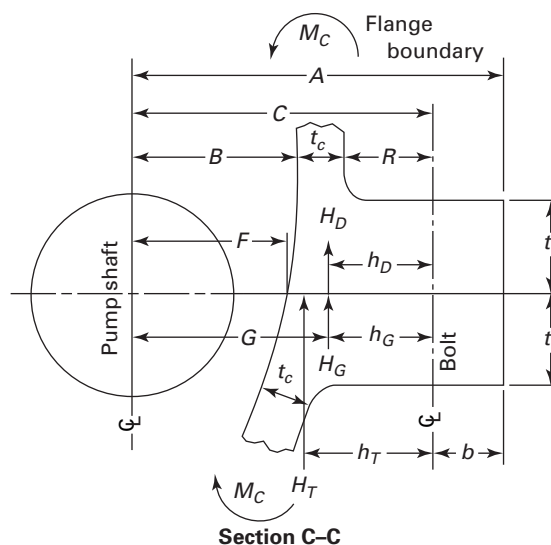 M_C
Flange
boundary
A
C
B
t_c
R
H_D
F
t
h_D
Pump shaft
G
h_G
Bolt
t
t_c
H_G
℄
℄
h_T
b
M_C
H_T
Section C–C